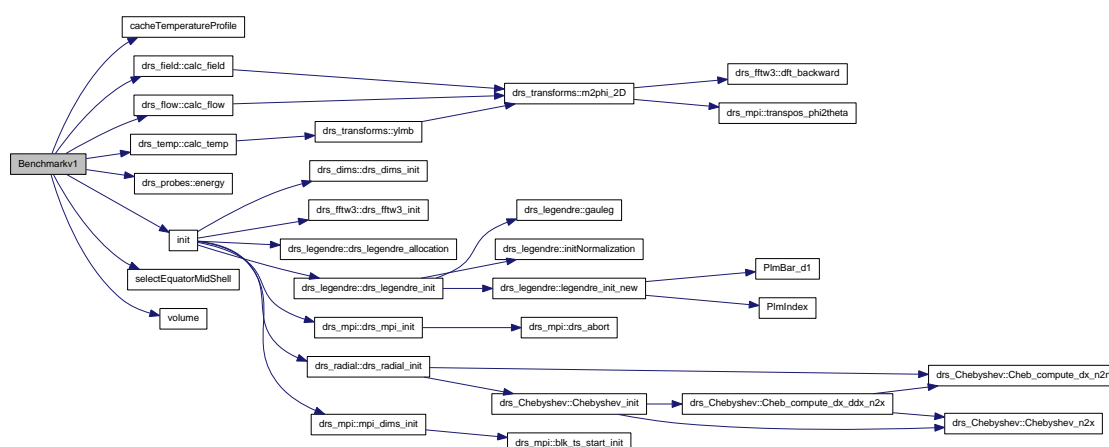 cacheTemperatureProfile
drs_field::calc_field
drs_fftw3::dft_backward
drs_transforms::m2phi_2D
drs_flow::calc_flow
drs_mpi::transpos_phi2theta
drs_transforms::ylmb
drs_temp::calc_temp
Benchmarkv1
drs_dims::drs_dims_init
drs_probes::energy
drs_fftw3::drs_fftw3_init
drs_legendre::gauleg
init
drs_legendre::drs_legendre_allocation
drs_legendre::initNormalization
PlmBar_d1
selectEquatorMidShell
drs_legendre::drs_legendre_init
drs_legendre::legendre_init_new
PlmIndex
volume
drs_mpi::drs_mpi_init
drs_mpi::drs_abort
drs_radial::drs_radial_init
drs_Chebyshev::Cheb_compute_dx_n2n
drs_Chebyshev::Chebyshev_init
drs_Chebyshev::Cheb_compute_dx_ddx_n2x
drs_mpi::mpi_dims_init
drs_Chebyshev::Chebyshev_n2x
drs_mpi::blk_ts_start_init